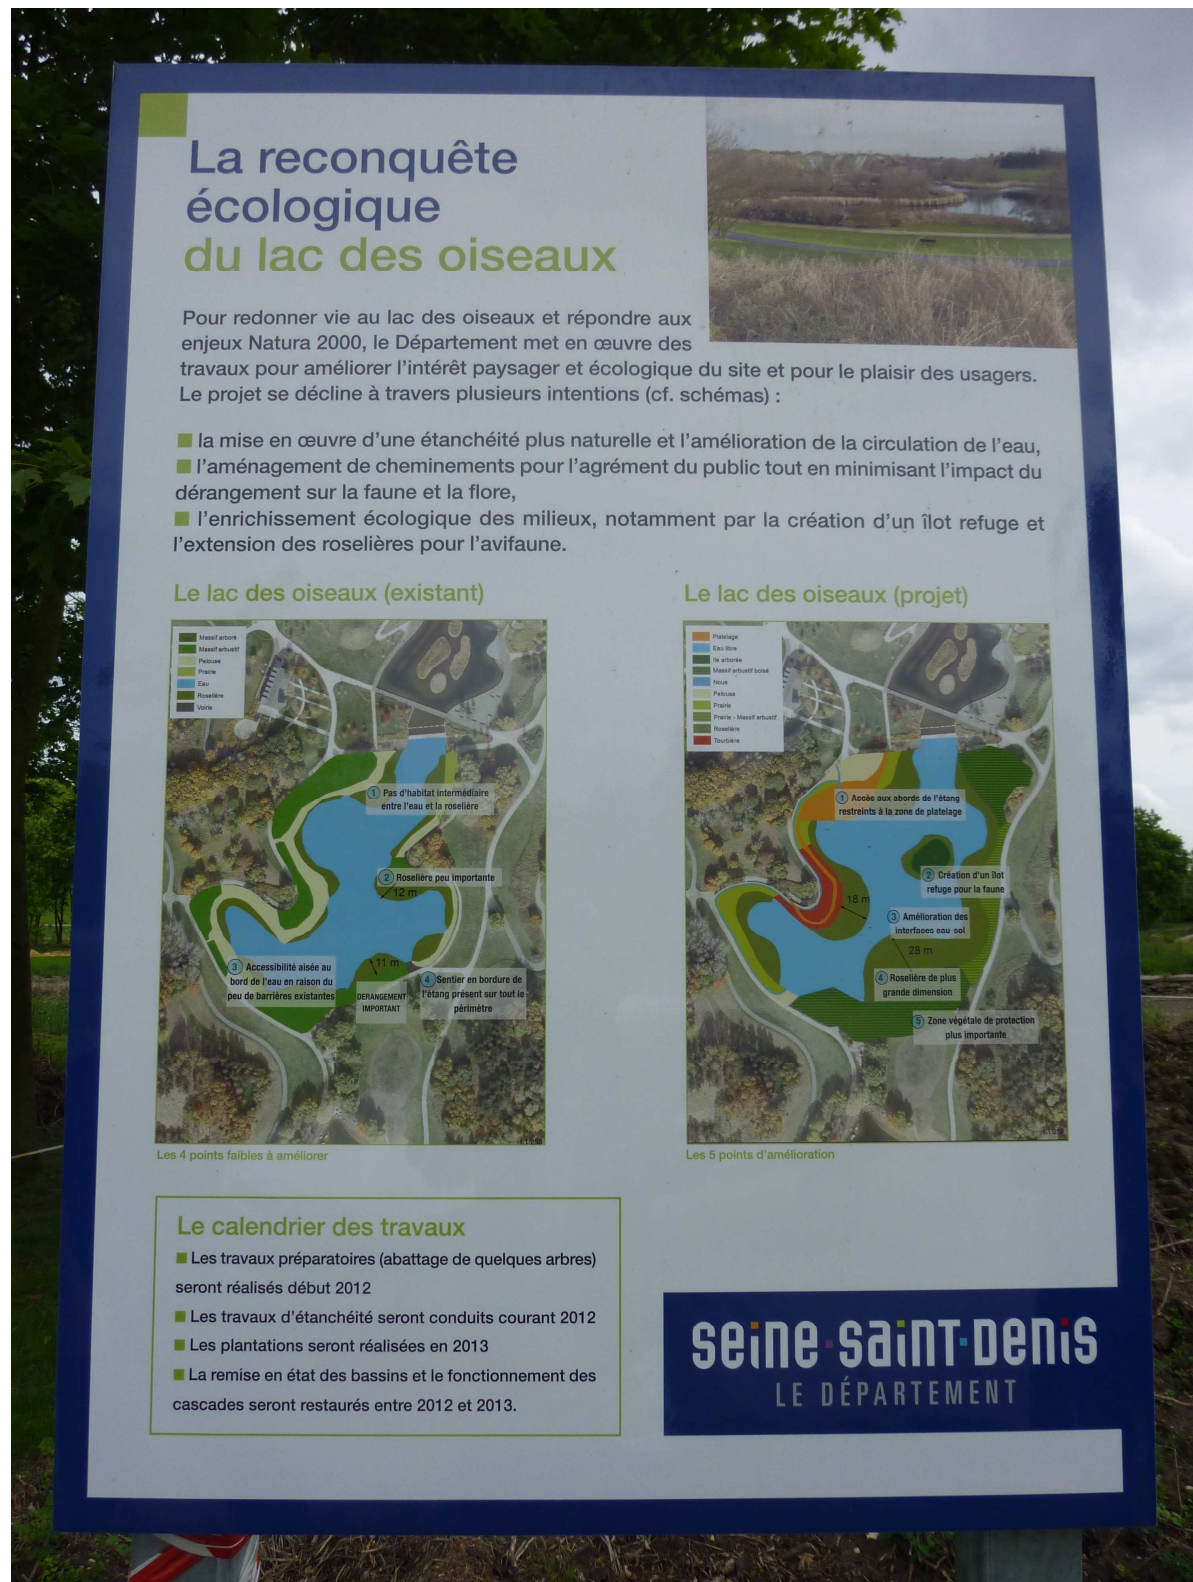 La reconquête
écologique
du lac des oiseaux
Pour redonner vie au lac des oiseaux et répondre aux
enjeux Natura 2000, le Département met en œuvre des
travaux pour améliorer l'intérêt paysager et écologique du site et pour le plaisir des usagers.
Le projet se décline à travers plusieurs intentions (cf. schémas) :
la mise en œuvre d'une étanchéité plus naturelle et l'amélioration de la circulation de l'eau,
l'aménagement de cheminements pour l'agrément du public tout en minimisant l'impact du
dérangement sur la faune et la flore,
l'enrichissement écologique des milieux, notamment par la création d'un îlot refuge et
l'extension des roselières pour l'avifaune.
Le lac des oiseaux (existant)
Massif arboré
Massif arbustif
Pelouse
Prairie
Eau
Roselière
Voirie
1 Pas d'habitat intermédiaire
entre l'eau et la roselière
2 Roselière peu importante
12 m
11 m
3 Accessibilité aisée au
bord de l'eau en raison du
peu de barrières existantes
DERANGEMENT
IMPORTANT
4 Sentier en bordure de
l'étang présent sur tout le
périmètre
Les 4 points faibles à améliorer
Le lac des oiseaux (projet)
Platelage
Eau libre
Ile arborée
Massif arbustif boisé
Noue
Pelouse
Prairie
Prairie - Massif arbustif
Roselière
Tourbière
1 Accès aux abords de l'étang
restreints à la zone de platelage
2 Création d'un îlot
refuge pour la faune
18 m
3 Amélioration des
interfaces eau-sol
28 m
4 Roselière de plus
grande dimension
5 Zone végétale de protection
plus importante
Les 5 points d'amélioration
Le calendrier des travaux
Les travaux préparatoires (abattage de quelques arbres)
seront réalisés début 2012
Les travaux d'étanchéité seront conduits courant 2012
Les plantations seront réalisées en 2013
La remise en état des bassins et le fonctionnement des
cascades seront restaurés entre 2012 et 2013.
seine saint denis
LE DÉPARTEMENT